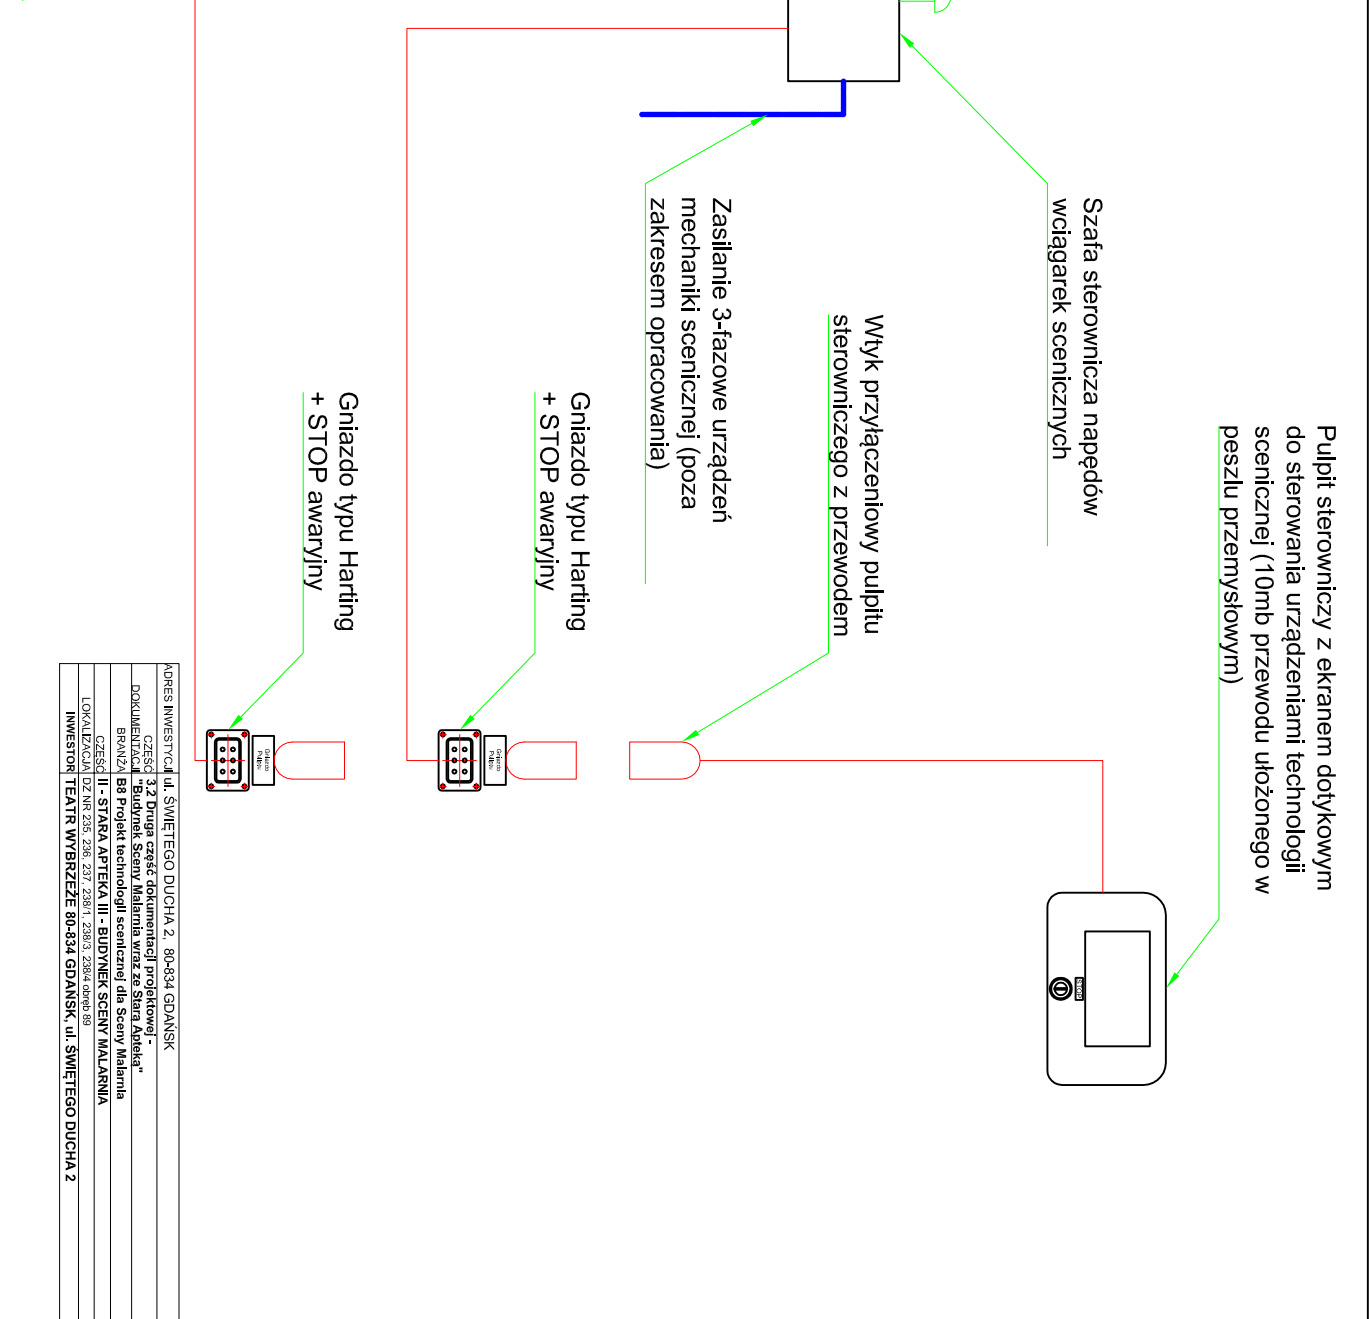 Pulpit sterowniczy z ekranem dotykowym
do sterowania urządzeniami technologii
scenicznej (10mb przewodu ułożonego w
peszlu przemysłowym)
Szafa sterownicza napędów
wciągarek scenicznych
Wtyk przyłączeniowy pulpitu
sterowniczego z przewodem
Zasilanie 3-fazowe urządzeń
mechaniki scenicznej (poza
zakresem opracowania)
Gniazdo typu Harting
+ STOP awaryjny
Gniazdo typu Harting
+ STOP awaryjny
STOP
Gniazdo
Pulpitu
Gniazdo
Pulpitu
ADRES INWESTYCJI ul. ŚWIĘTEGO DUCHA 2, 80-834 GDAŃSK
CZĘŚĆ 3.2 Druga część dokumentacji projektowej -
DOKUMENTACJI "Budynek Sceny Malarnia wraz ze Starą Apteką"
BRANŻA B8 Projekt technologii scenicznej dla Sceny Malarnia
CZĘŚĆ II - STARA APTEKA III - BUDYNEK SCENY MALARNIA
LOKALIZACJA DZ NR 235, 236, 237, 238/1, 238/3, 238/4 obręb 89
INWESTOR TEATR WYBRZEŻE 80-834 GDAŃSK, ul. ŚWIĘTEGO DUCHA 2